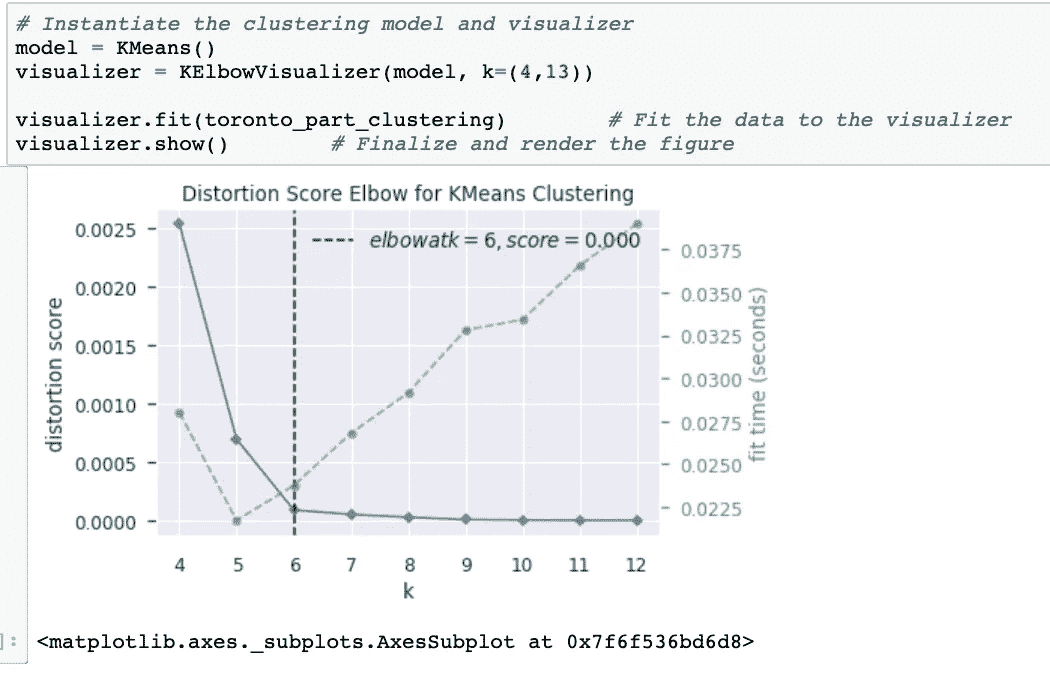 # Instantiate the clustering model and visualizer
model = KMeans()
visualizer = KElbowVisualizer(model, k=(4,13))
visualizer.fit(toronto_part_clustering)        # Fit the data to the visualizer
visualizer.show()        # Finalize and render the figure
Distortion Score Elbow for KMeans Clustering
elbowatk = 6, score = 0.000
distortion score
0.0025
0.0020
0.0015
0.0010
0.0005
0.0000
0.0375
0.0350
0.0325
0.0300
0.0275
0.0250
0.0225
fit time (seconds)
4 5 6 7 8 9 10 11 12
k
]: <matplotlib.axes._subplots.AxesSubplot at 0x7f6f536bd6d8>